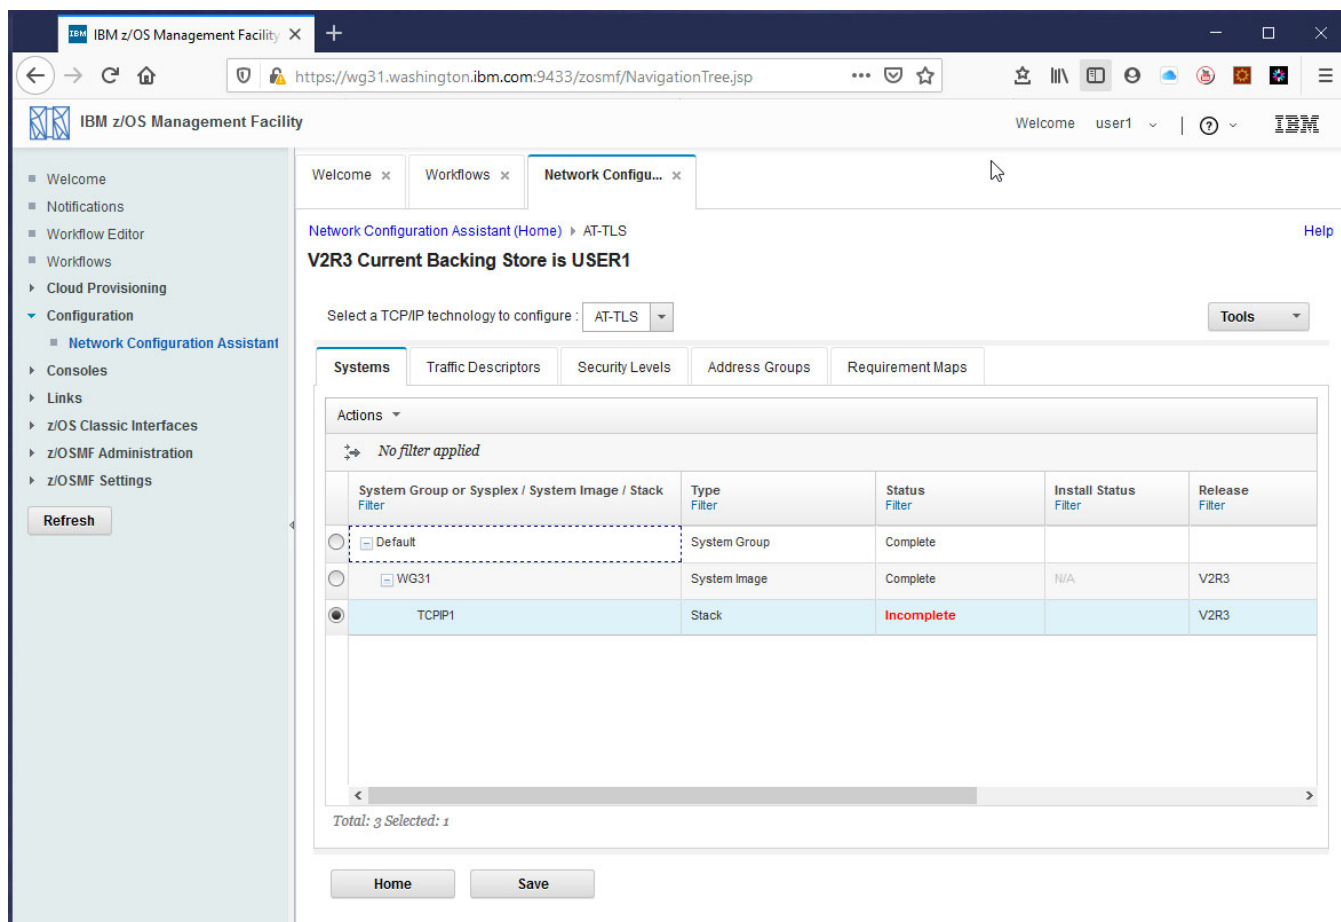 IBM IBM z/OS Management Facility
https://wg31.washington.ibm.com:9433/zosmf/NavigationTree.jsp
IBM z/OS Management Facility
Welcome user1
IBM
Welcome
Notifications
Workflow Editor
Workflows
Cloud Provisioning
Configuration
Network Configuration Assistant
Consoles
Links
z/OS Classic Interfaces
z/OSMF Administration
z/OSMF Settings
Refresh
Welcome Workflows Network Configu...
Network Configuration Assistant (Home) AT-TLS Help
V2R3 Current Backing Store is USER1
Select a TCP/IP technology to configure : AT-TLS Tools
Systems Traffic Descriptors Security Levels Address Groups Requirement Maps
Actions
No filter applied
System Group or Sysplex / System Image / Stack Type Status Install Status Release
Filter Filter Filter Filter Filter
Default System Group Complete
WG31 System Image Complete N/A V2R3
TCPIP1 Stack Incomplete V2R3
Total: 3 Selected: 1
Home Save